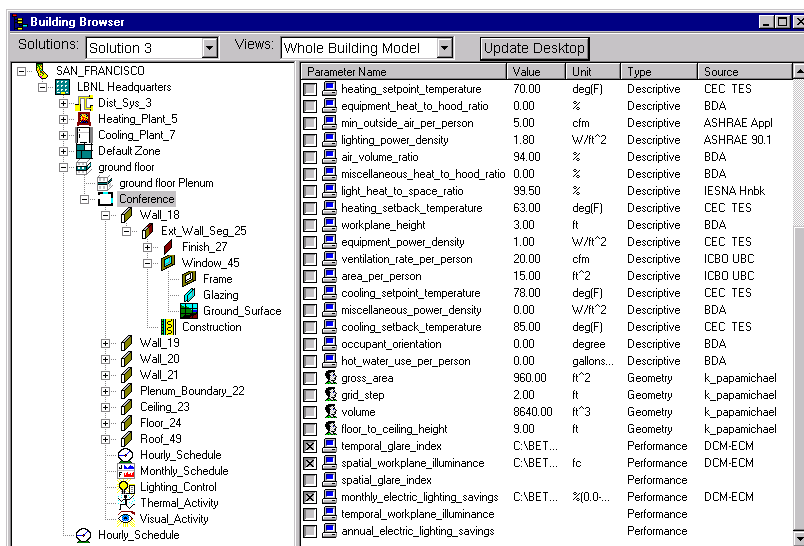 Building Browser
Solutions: Solution 3 Views: Whole Building Model Update Desktop
SAN_FRANCISCO
LBNL Headquarters
Dist_Sys_3
Heating_Plant_5
Cooling_Plant_7
Default Zone
ground floor
ground floor Plenum
Conference
Wall_18
Ext_Wall_Seg_25
Finish_27
Window_45
Frame
Glazing
Ground_Surface
Construction
Wall_19
Wall_20
Wall_21
Plenum_Boundary_22
Ceiling_23
Floor_24
Roof_49
Hourly_Schedule
Monthly_Schedule
Lighting_Control
Thermal_Activity
Visual_Activity
Hourly_Schedule
Parameter Name Value Unit Type Source
heating_setpoint_temperature 70.00 deg(F) Descriptive CEC TES
equipment_heat_to_hood_ratio 0.00 % Descriptive BDA
min_outside_air_per_person 5.00 cfm Descriptive ASHRAE Appl
lighting_power_density 1.80 W/ft^2 Descriptive ASHRAE 90.1
air_volume_ratio 94.00 % Descriptive BDA
miscellaneous_heat_to_hood_ratio 0.00 % Descriptive BDA
light_heat_to_space_ratio 99.50 % Descriptive IESNA Hnbk
heating_setback_temperature 63.00 deg(F) Descriptive CEC TES
workplane_height 3.00 ft Descriptive BDA
equipment_power_density 1.00 W/ft^2 Descriptive CEC TES
ventilation_rate_per_person 20.00 cfm Descriptive ICBO UBC
area_per_person 15.00 ft^2 Descriptive ICBO UBC
cooling_setpoint_temperature 78.00 deg(F) Descriptive CEC TES
miscellaneous_power_density 0.00 W/ft^2 Descriptive BDA
cooling_setback_temperature 85.00 deg(F) Descriptive CEC TES
occupant_orientation 0.00 degree Descriptive BDA
hot_water_use_per_person 0.00 gallons... Descriptive BDA
gross_area 960.00 ft^2 Geometry k_papamichael
grid_step 2.00 ft Geometry k_papamichael
volume 8640.00 ft^3 Geometry k_papamichael
floor_to_ceiling_height 9.00 ft Geometry k_papamichael
temporal_glare_index C:\BET... Performance DCM-ECM
spatial_workplane_illuminance C:\BET... fc Performance DCM-ECM
spatial_glare_index Performance
monthly_electric_lighting_savings C:\BET... %(0.0-... Performance DCM-ECM
temporal_workplane_illuminance Performance
annual_electric_lighting_savings Performance